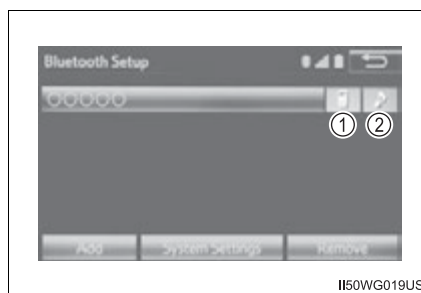 Bluetooth Setup
OOOOO
① ②
Add System Settings Remove
II50WG019US